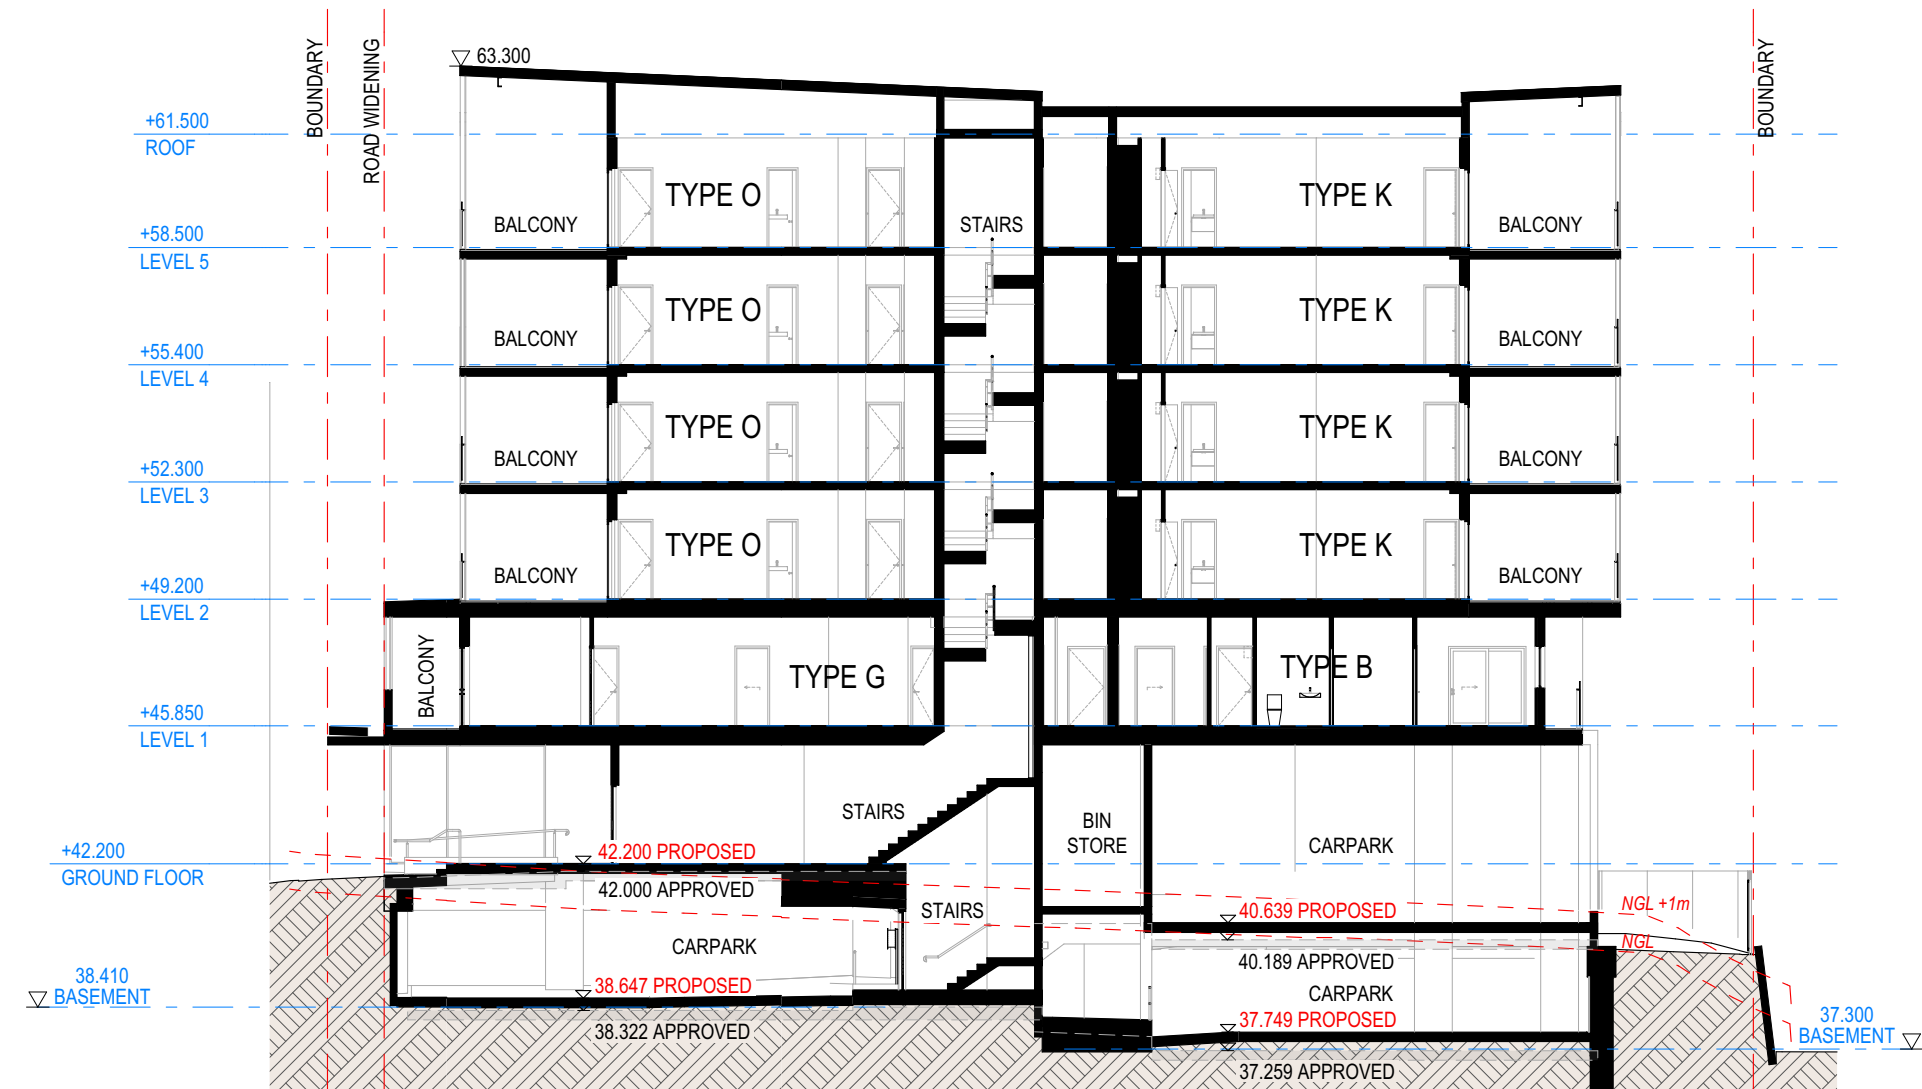 BOUNDARY
ROAD WIDENING
63.300
BOUNDARY
+61.500
ROOF
TYPE O
TYPE K
BALCONY
STAIRS
BALCONY
+58.500
LEVEL 5
TYPE O
TYPE K
BALCONY
BALCONY
+55.400
LEVEL 4
TYPE O
TYPE K
BALCONY
BALCONY
+52.300
LEVEL 3
TYPE O
TYPE K
BALCONY
BALCONY
+49.200
LEVEL 2
BALCONY
TYPE G
TYPE B
+45.850
LEVEL 1
STAIRS
BIN
STORE
CARPARK
+42.200
GROUND FLOOR
42.200 PROPOSED
42.000 APPROVED
STAIRS
40.639 PROPOSED
NGL +1m
NGL
CARPARK
40.189 APPROVED
38.410
BASEMENT
38.647 PROPOSED
CARPARK
38.322 APPROVED
37.749 PROPOSED
37.300
BASEMENT
37.259 APPROVED